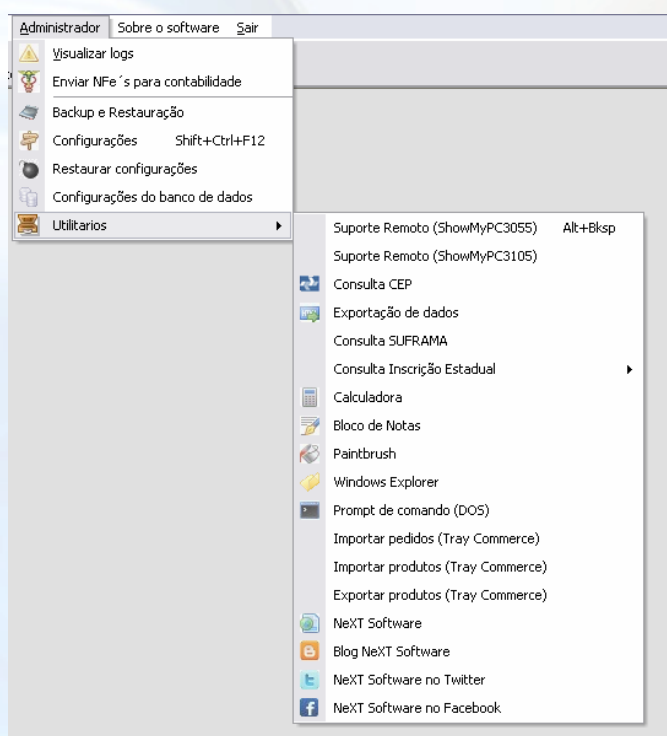 Administrador Sobre o software Sair
Visualizar logs
Enviar NFe´s para contabilidade
Backup e Restauração
Configurações Shift+Ctrl+F12
Restaurar configurações
Configurações do banco de dados
Utilitarios
Suporte Remoto (ShowMyPC3055) Alt+Bksp
Suporte Remoto (ShowMyPC3105)
Consulta CEP
Exportação de dados
Consulta SUFRAMA
Consulta Inscrição Estadual
Calculadora
Bloco de Notas
Paintbrush
Windows Explorer
Prompt de comando (DOS)
Importar pedidos (Tray Commerce)
Importar produtos (Tray Commerce)
Exportar produtos (Tray Commerce)
NeXT Software
Blog NeXT Software
NeXT Software no Twitter
NeXT Software no Facebook